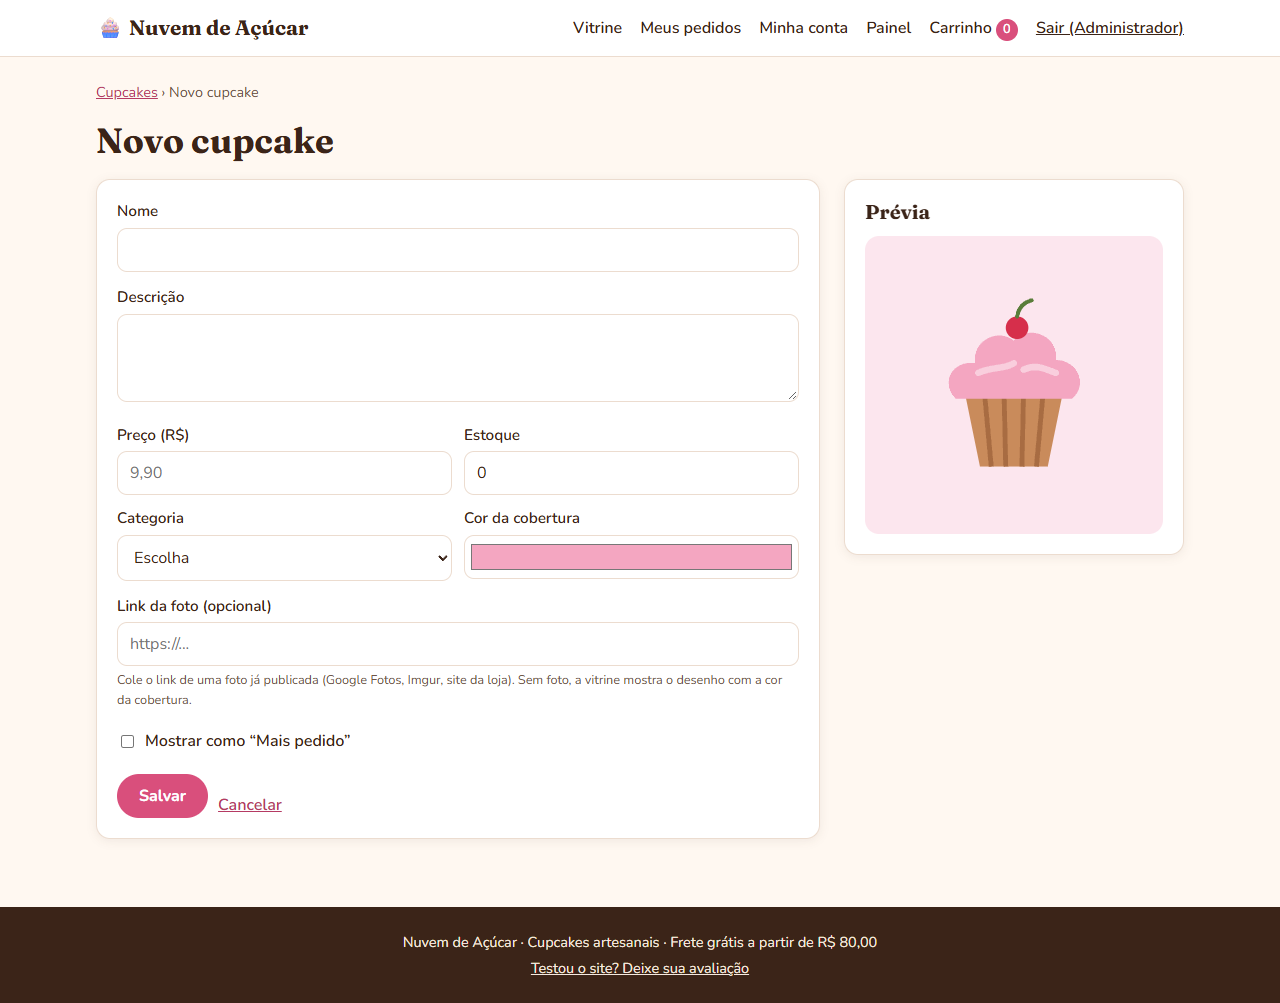 Nuvem de Açúcar
Vitrine
Meus pedidos
Minha conta
Painel
Carrinho 0
Sair (Administrador)
Cupcakes › Novo cupcake
Novo cupcake
Nome
Descrição
Preço (R$)
Estoque
9,90
0
Categoria
Cor da cobertura
Escolha
Link da foto (opcional)
https://...
Cole o link de uma foto já publicada (Google Fotos, Imgur, site da loja). Sem foto, a vitrine mostra o desenho com a cor
da cobertura.
Mostrar como “Mais pedido”
Salvar
Cancelar
Prévia
Nuvem de Açúcar · Cupcakes artesanais · Frete grátis a partir de R$ 80,00
Testou o site? Deixe sua avaliação